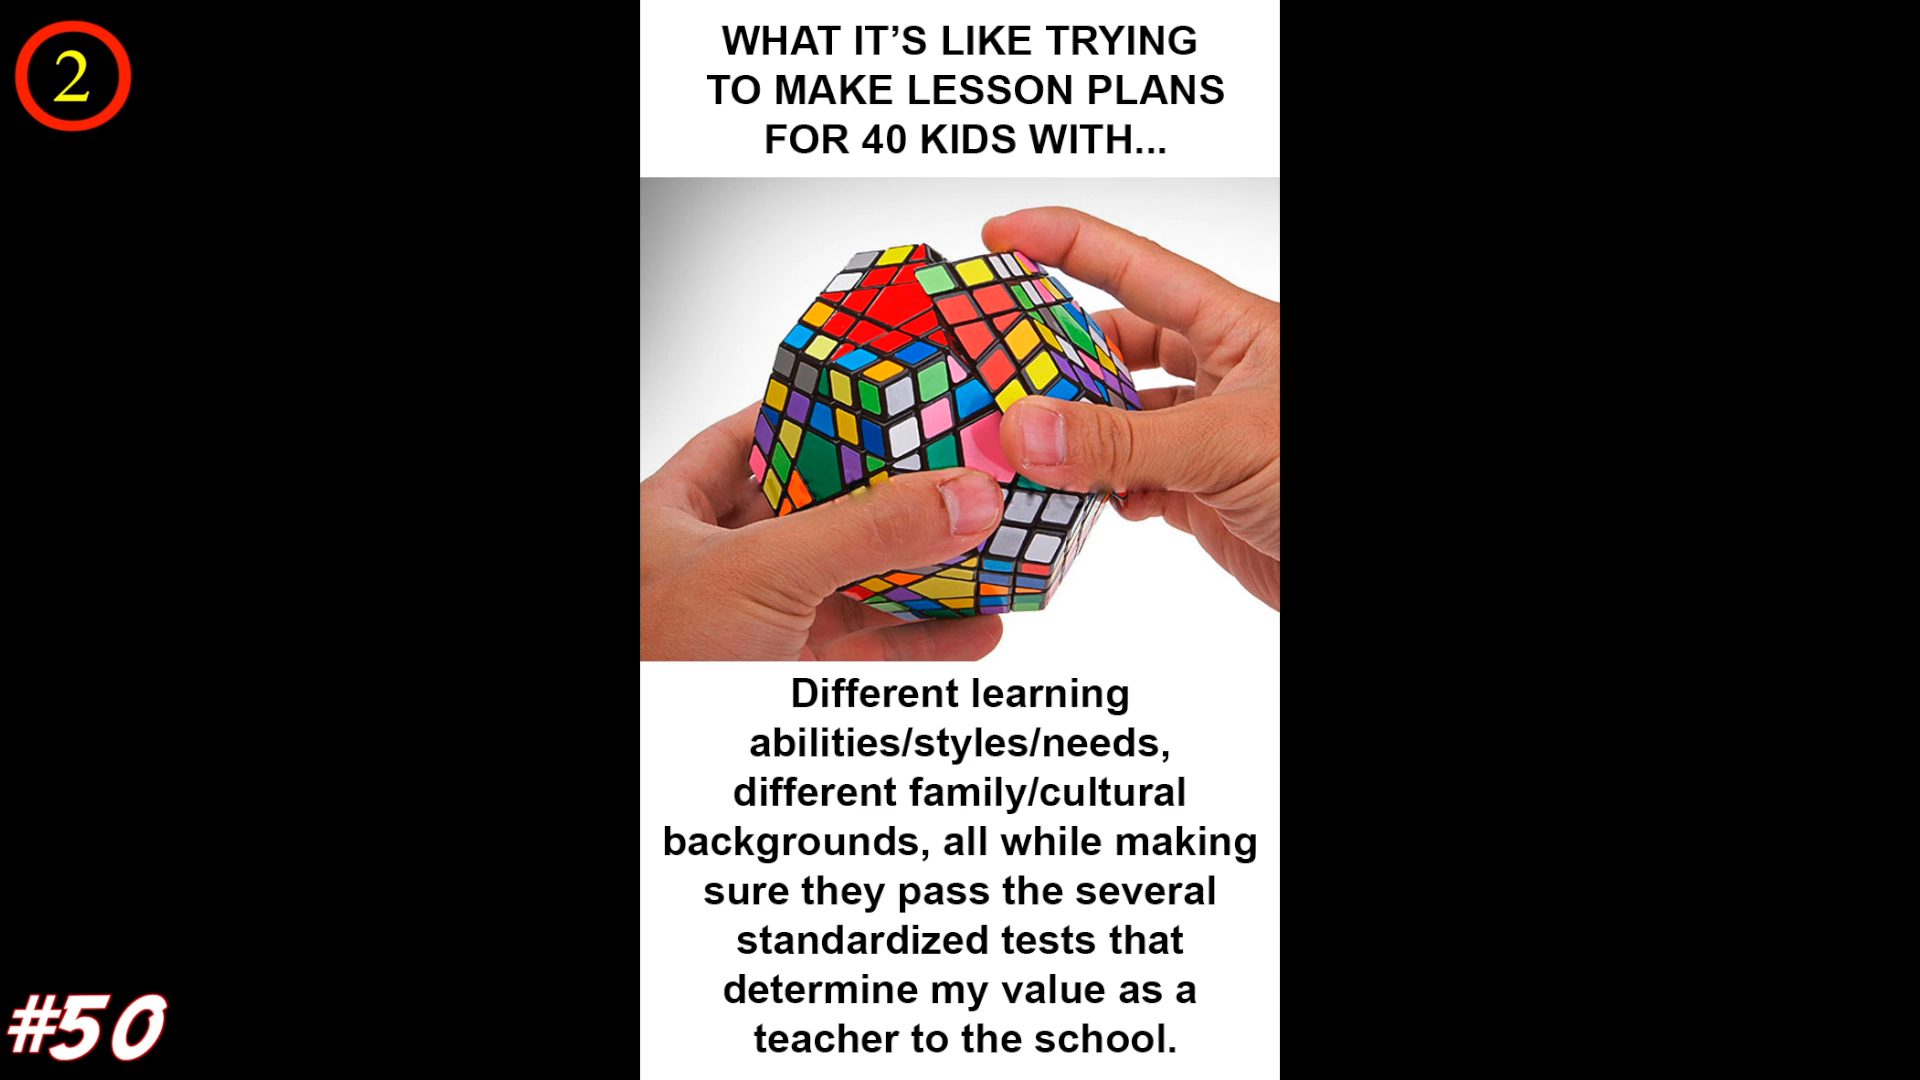 2
WHAT IT’S LIKE TRYING
TO MAKE LESSON PLANS
FOR 40 KIDS WITH...
Different learning
abilities/styles/needs,
different family/cultural
backgrounds, all while making
sure they pass the several
standardized tests that
determine my value as a
teacher to the school.
#50